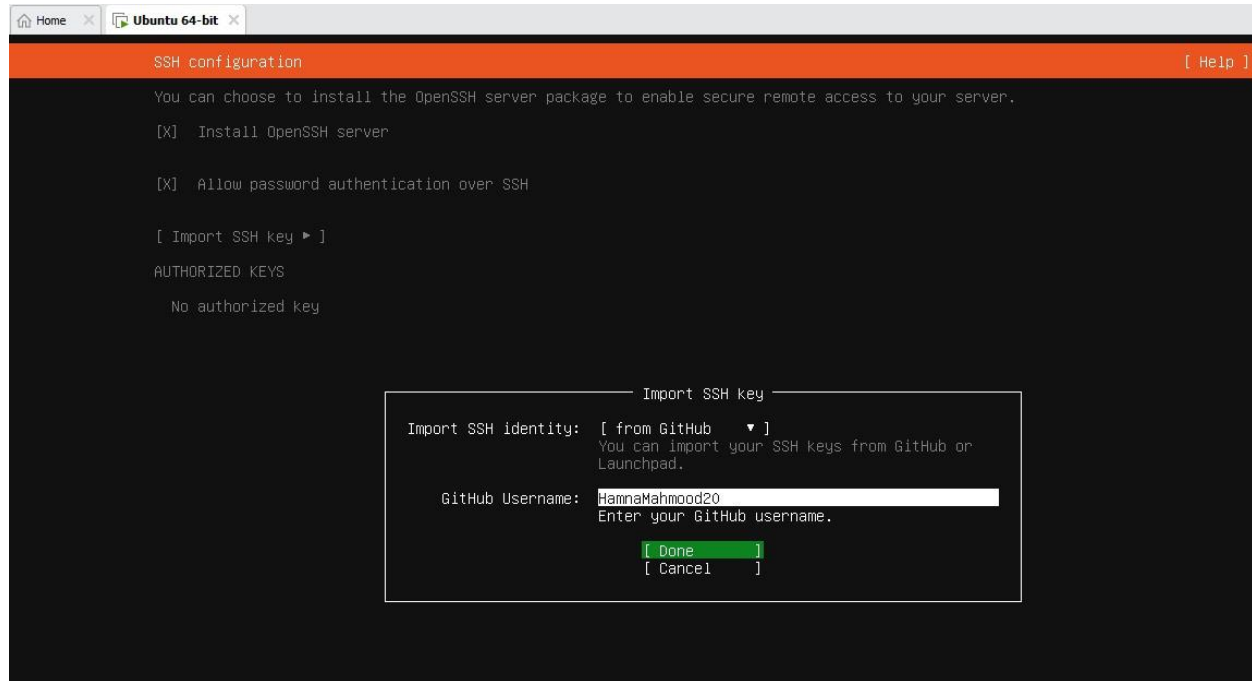 Home
Ubuntu 64-bit
SSH configuration [ Help ]
You can choose to install the OpenSSH server package to enable secure remote access to your server.
[X] Install OpenSSH server
[X] Allow password authentication over SSH
[ Import SSH key ► ]
AUTHORIZED KEYS
No authorized key
Import SSH key
Import SSH identity: [ from GitHub ▼ ]
You can import your SSH keys from GitHub or
Launchpad.
GitHub Username: HamnaMahmood20
Enter your GitHub username.
[ Done ]
[ Cancel ]